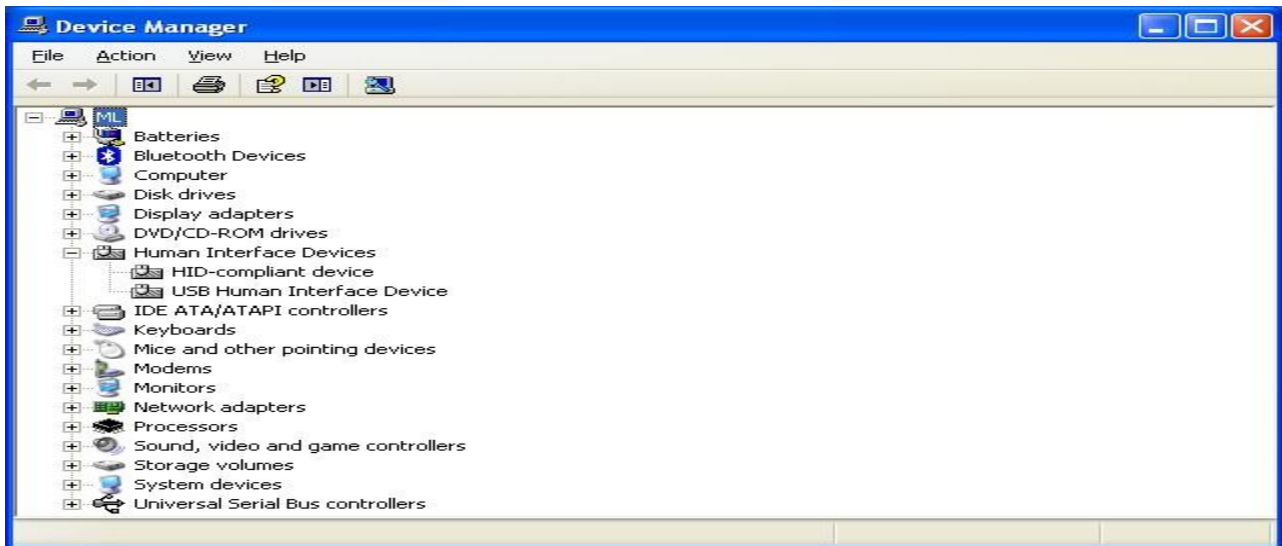 Device Manager
File Action View Help
ML
Batteries
Bluetooth Devices
Computer
Disk drives
Display adapters
DVD/CD-ROM drives
Human Interface Devices
HID-compliant device
USB Human Interface Device
IDE ATA/ATAPI controllers
Keyboards
Mice and other pointing devices
Modems
Monitors
Network adapters
Processors
Sound, video and game controllers
Storage volumes
System devices
Universal Serial Bus controllers